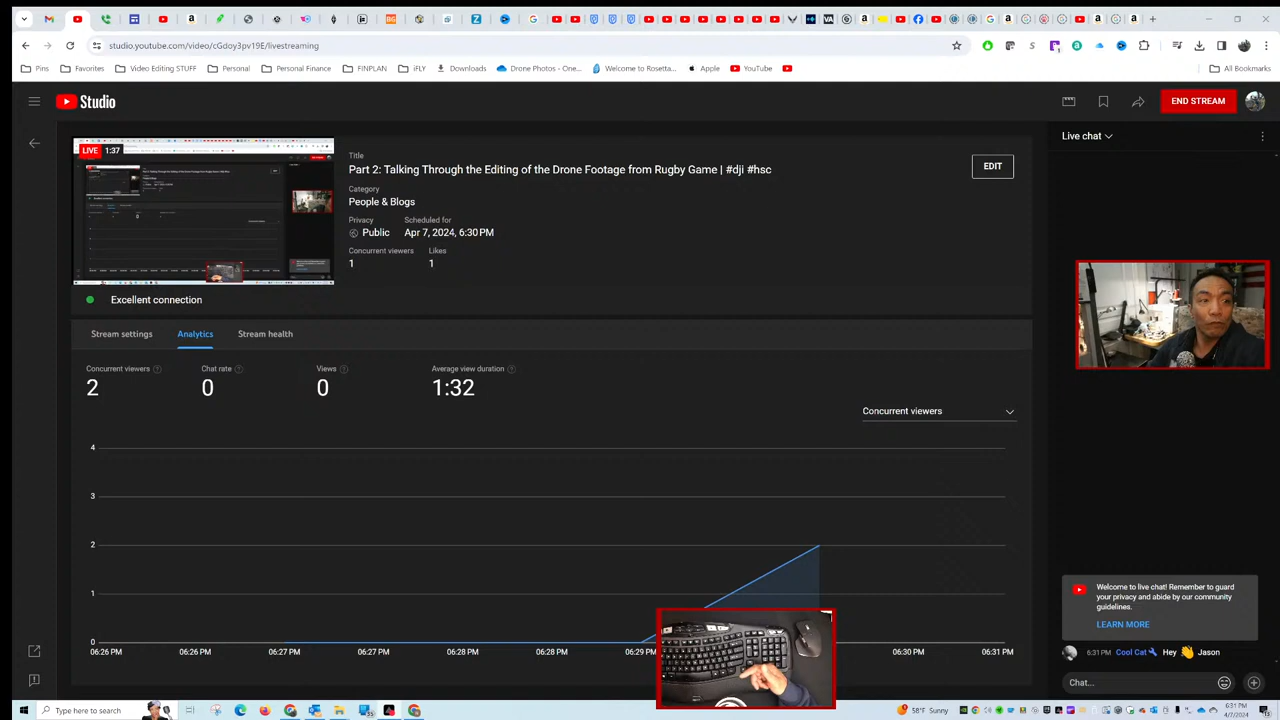 studio.youtube.com/video/cGdoy3pv19E/livestreaming
Pins
Favorites
Video Editing STUFF
Personal
Personal Finance
INNPLAN
iFLY
Downloads
Drone Photos - One...
Welcome to Rosetta...
Apple
YouTube
All Bookmarks
Studio
END STREAM
LIVE 1:37
Title
Part 2: Talking Through the Editing of the Drone Footage from Rugby Game | #dji #hsc
EDIT
Category
People & Blogs
Privacy
Public
Scheduled for
Apr 7, 2024, 6:30 PM
Concurrent viewers
1
Likes
1
Excellent connection
Live chat
Stream settings
Analytics
Stream health
Concurrent viewers
2
Chat rate
0
Views
0
Average view duration
1:32
Concurrent viewers
4
3
2
1
0
06:26 PM
06:26 PM
06:27 PM
06:27 PM
06:28 PM
06:28 PM
06:29 PM
06:30 PM
06:31 PM
Welcome to live chat! Remember to guard
your privacy and abide by our community
guidelines.
LEARN MORE
6:31 PM Cool Cat Hey 👋 Jason
Chat...
Type here to search
58°F Sunny
6:31 PM
4/7/2024